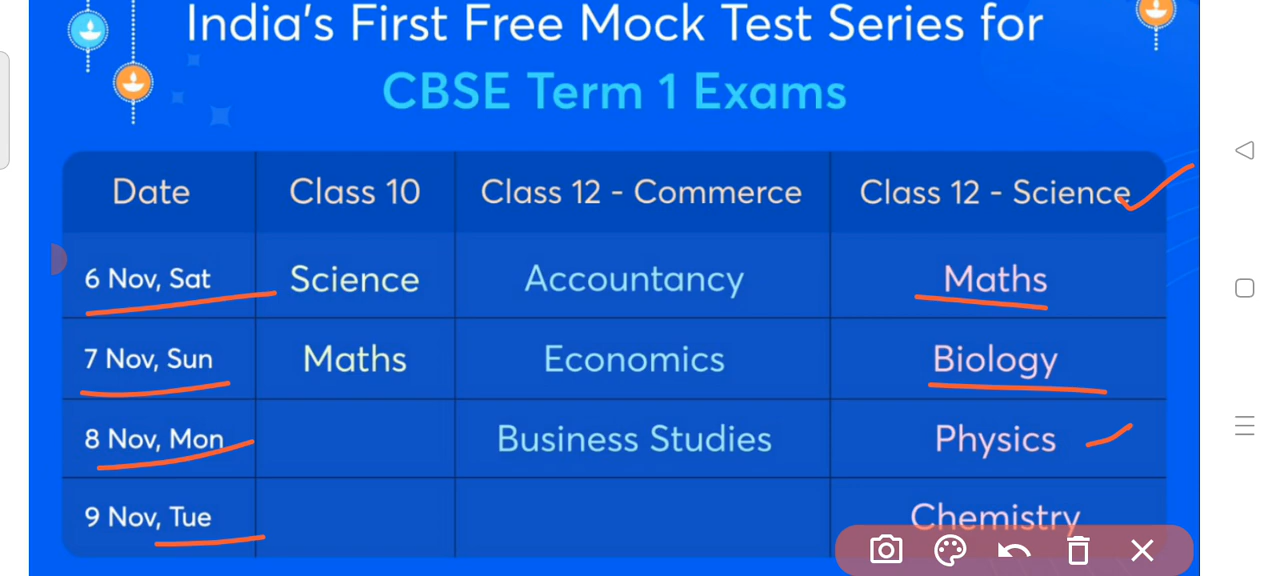 India's First Free Mock Test Series for
CBSE Term 1 Exams
Date Class 10 Class 12 - Commerce Class 12 - Science
6 Nov, Sat Science Accountancy Maths
7 Nov, Sun Maths Economics Biology
8 Nov, Mon Business Studies Physics
9 Nov, Tue Chemistry